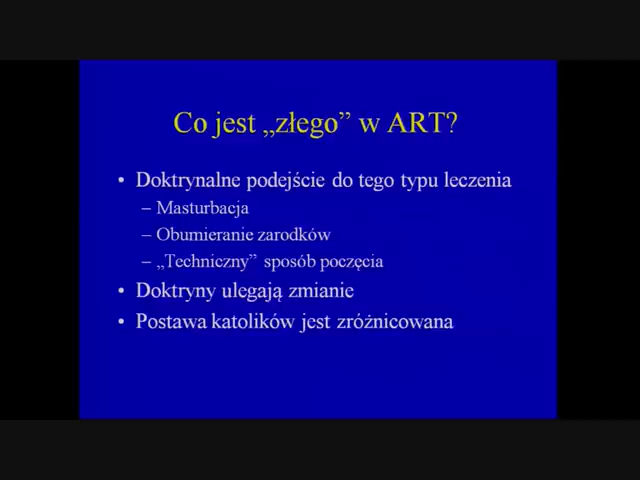 Co jest „złego” w ART?
• Doktrynalne podejście do tego typu leczenia
– Masturbacja
– Obumieranie zarodków
– „Techniczny” sposób poczęcia
• Doktryny ulegają zmianie
• Postawa katolików jest zróżnicowana